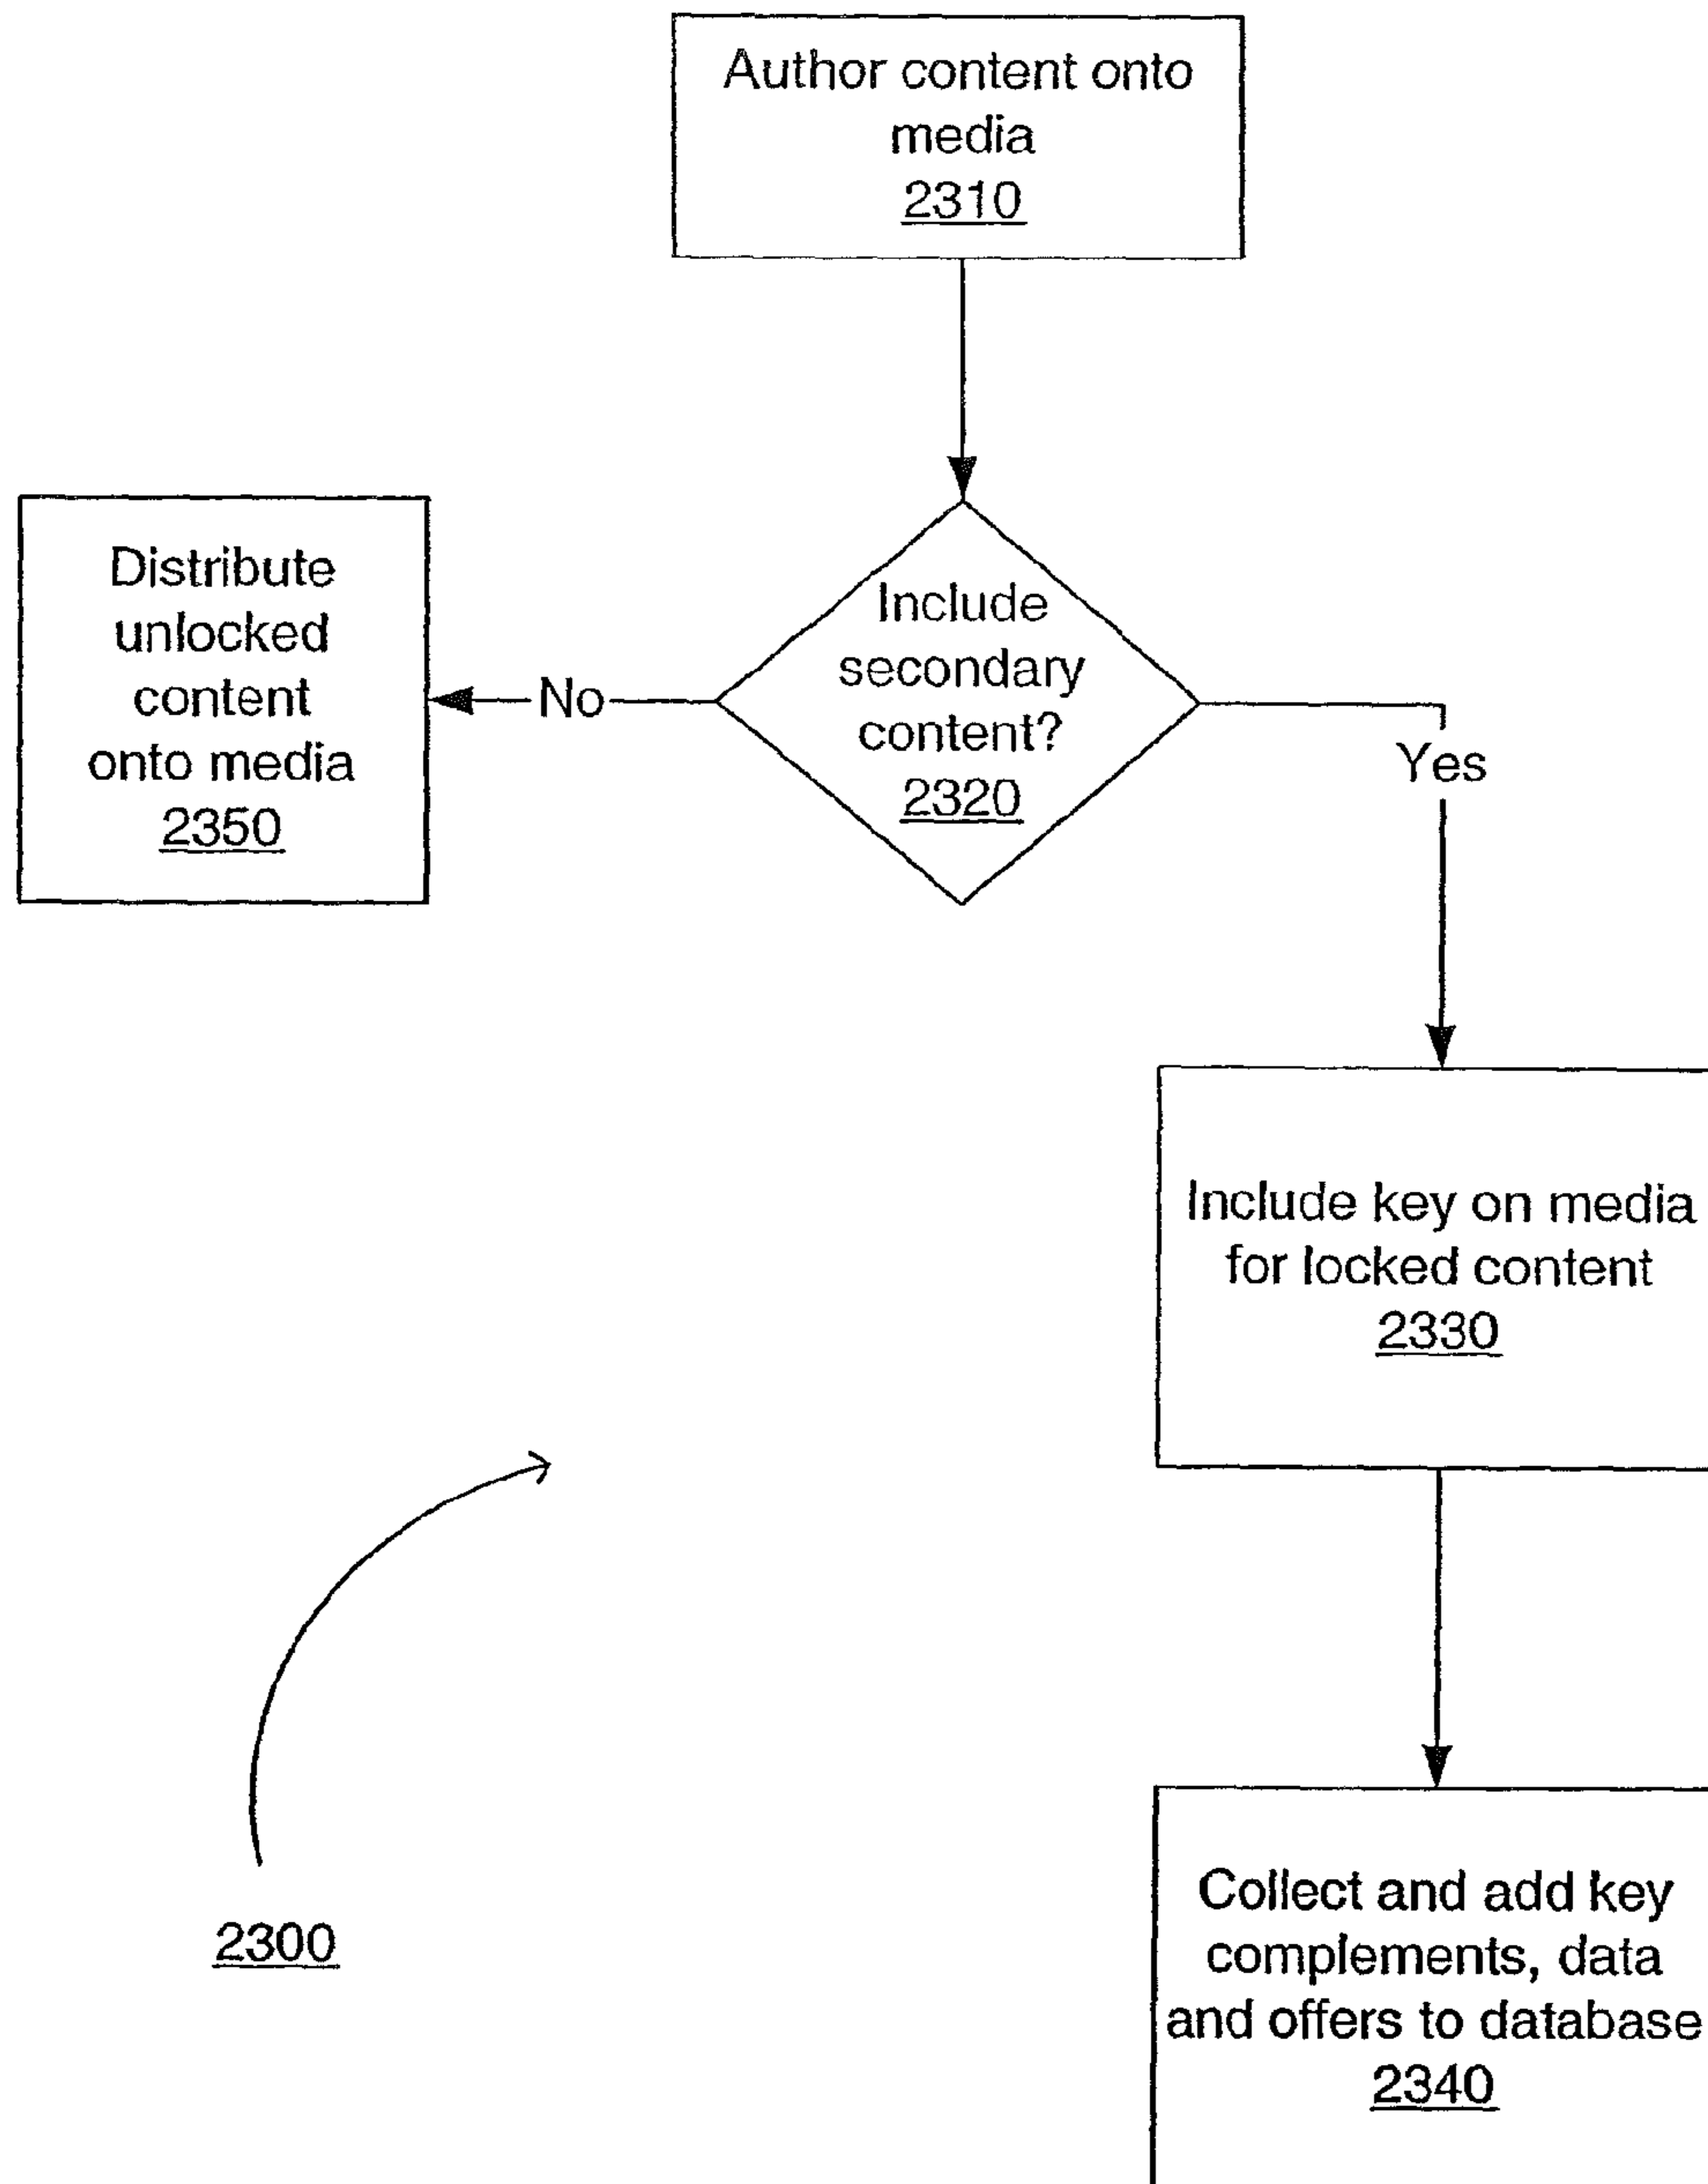 Author content onto
media
2310
Include
secondary
content?
2320
No
Yes
Distribute
unlocked
content
onto media
2350
Include key on media
for locked content
2330
Collect and add key
complements, data
and offers to database
2340
2300